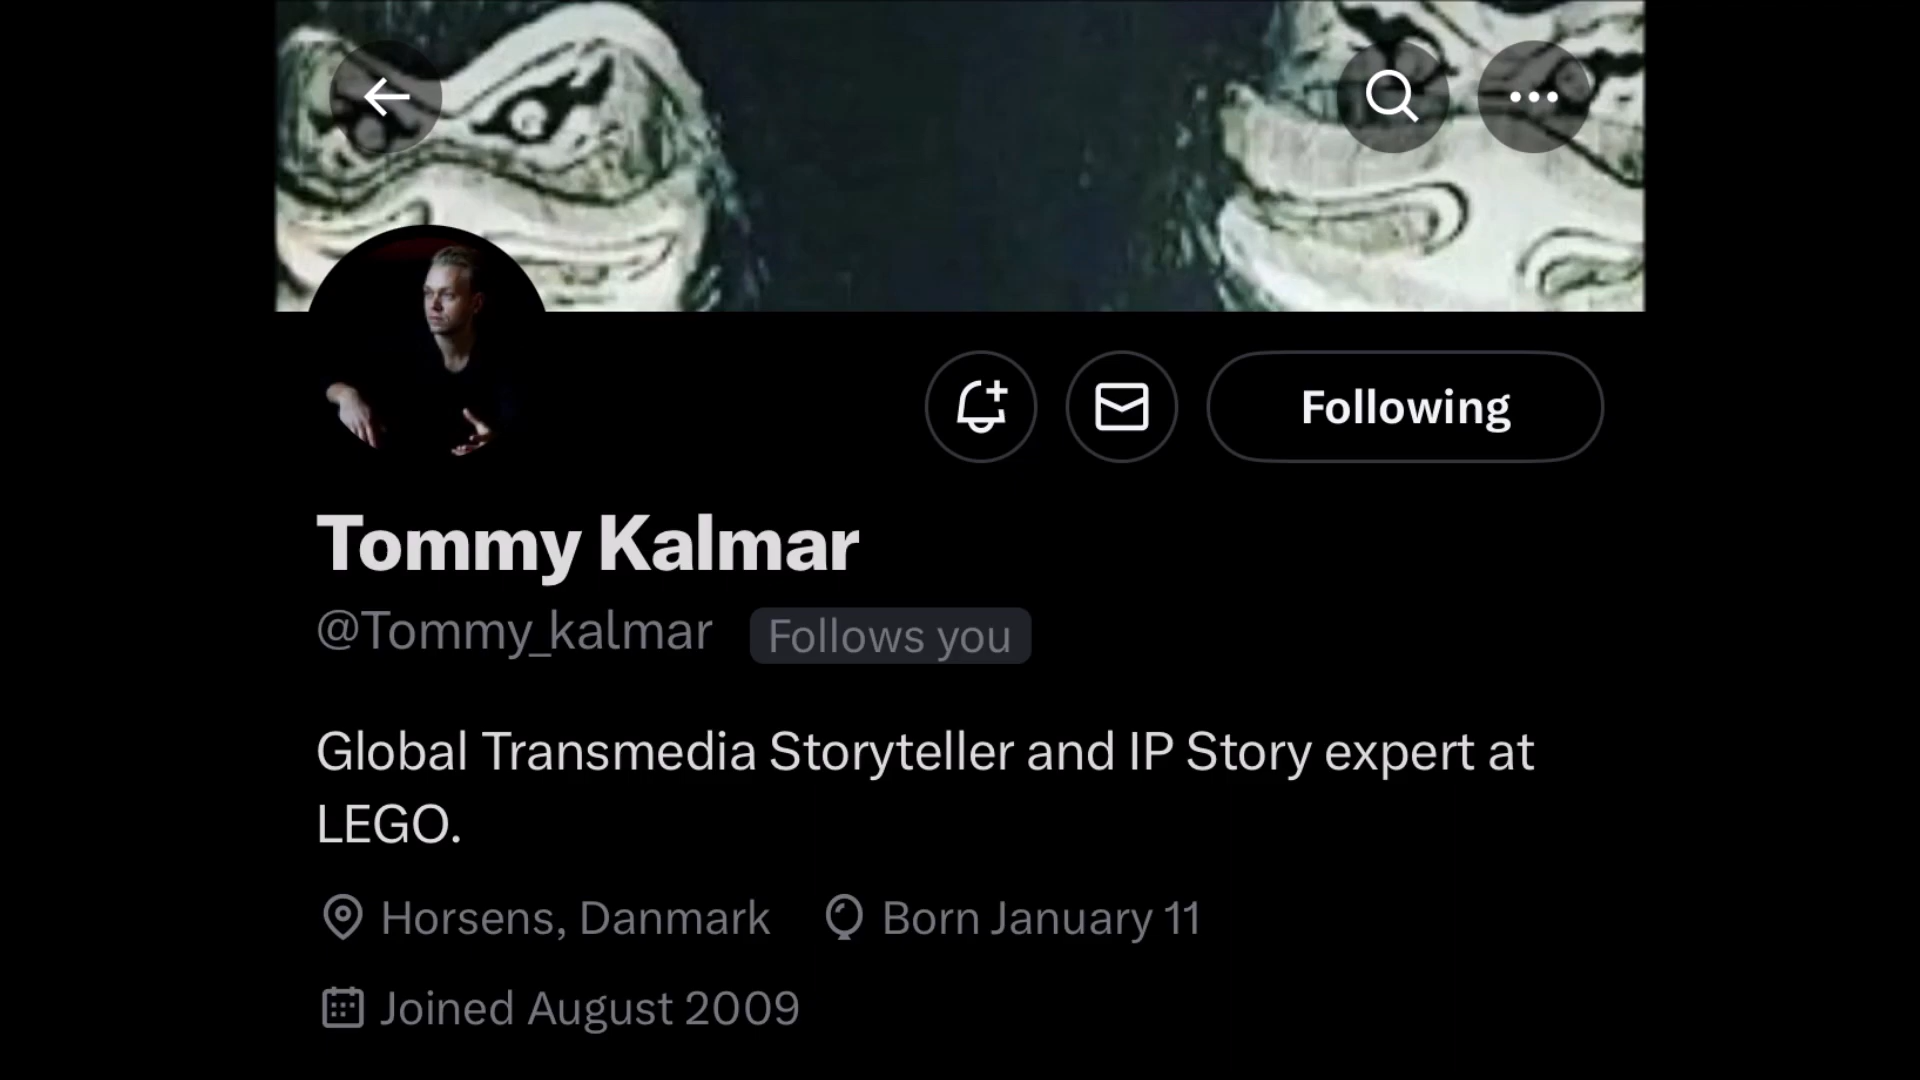 Following
Tommy Kalmar
@Tommy_kalmar Follows you
Global Transmedia Storyteller and IP Story expert at
LEGO.
Horsens, Danmark Born January 11
Joined August 2009